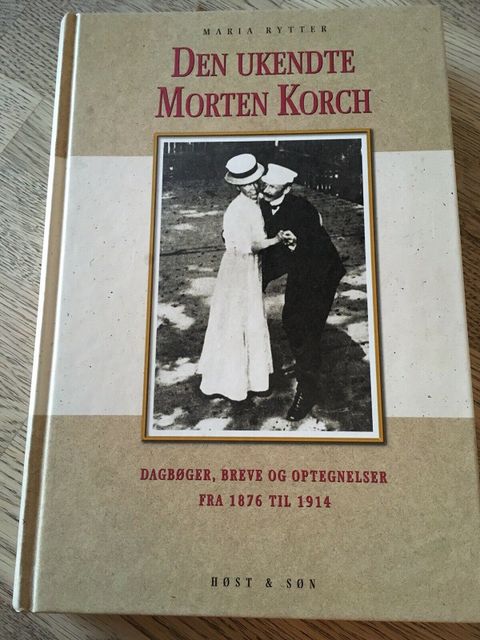 MARIA RYTTER
DEN UKENDTE
MORTEN KORCH
DAGBØGER, BREVE OG OPTEGNELSER
FRA 1876 TIL 1914
HØST & SØN